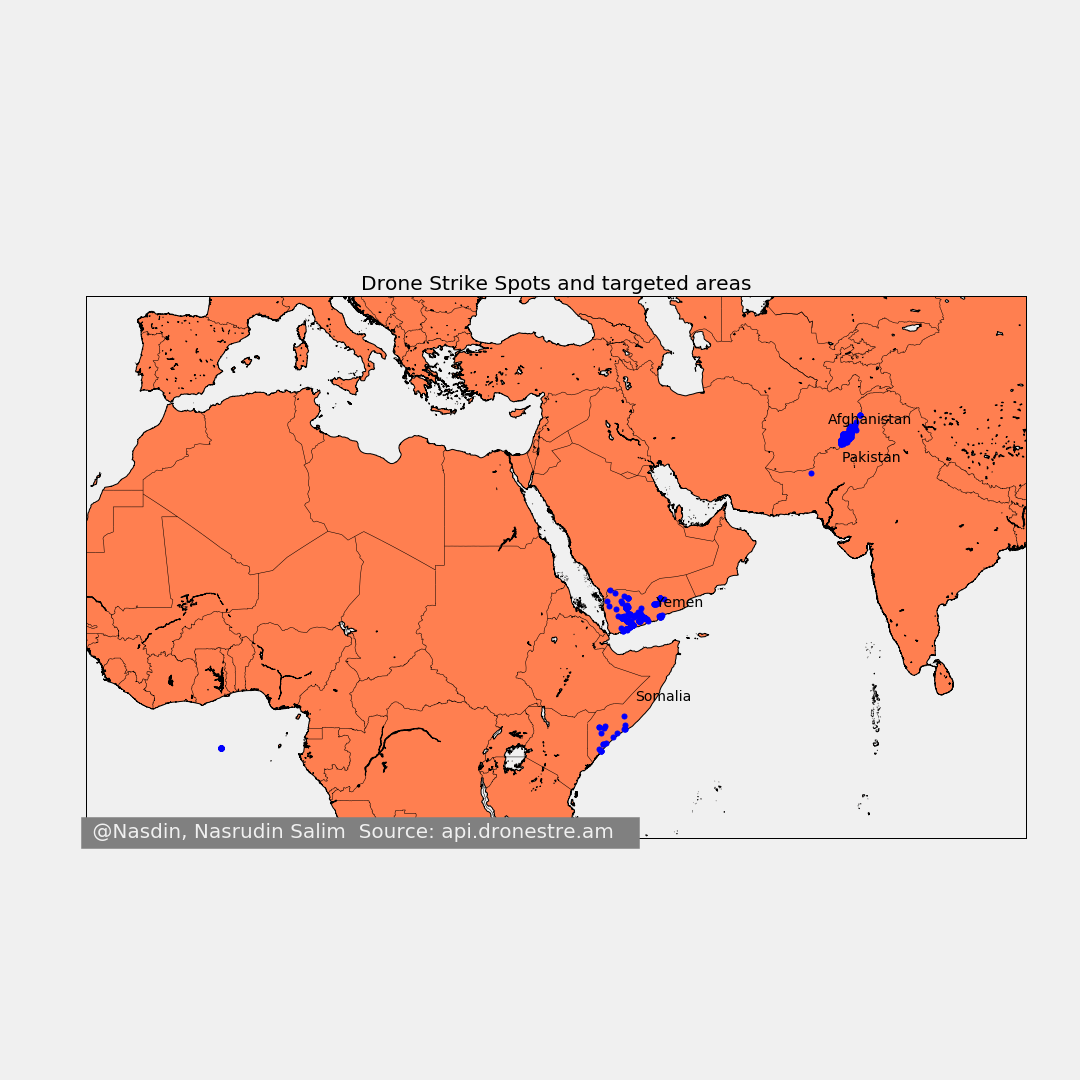 Drone Strike Spots and targeted areas
Afghanistan
Pakistan
Yemen
Somalia
@Nasdin, Nasrudin Salim  Source: api.dronestre.am